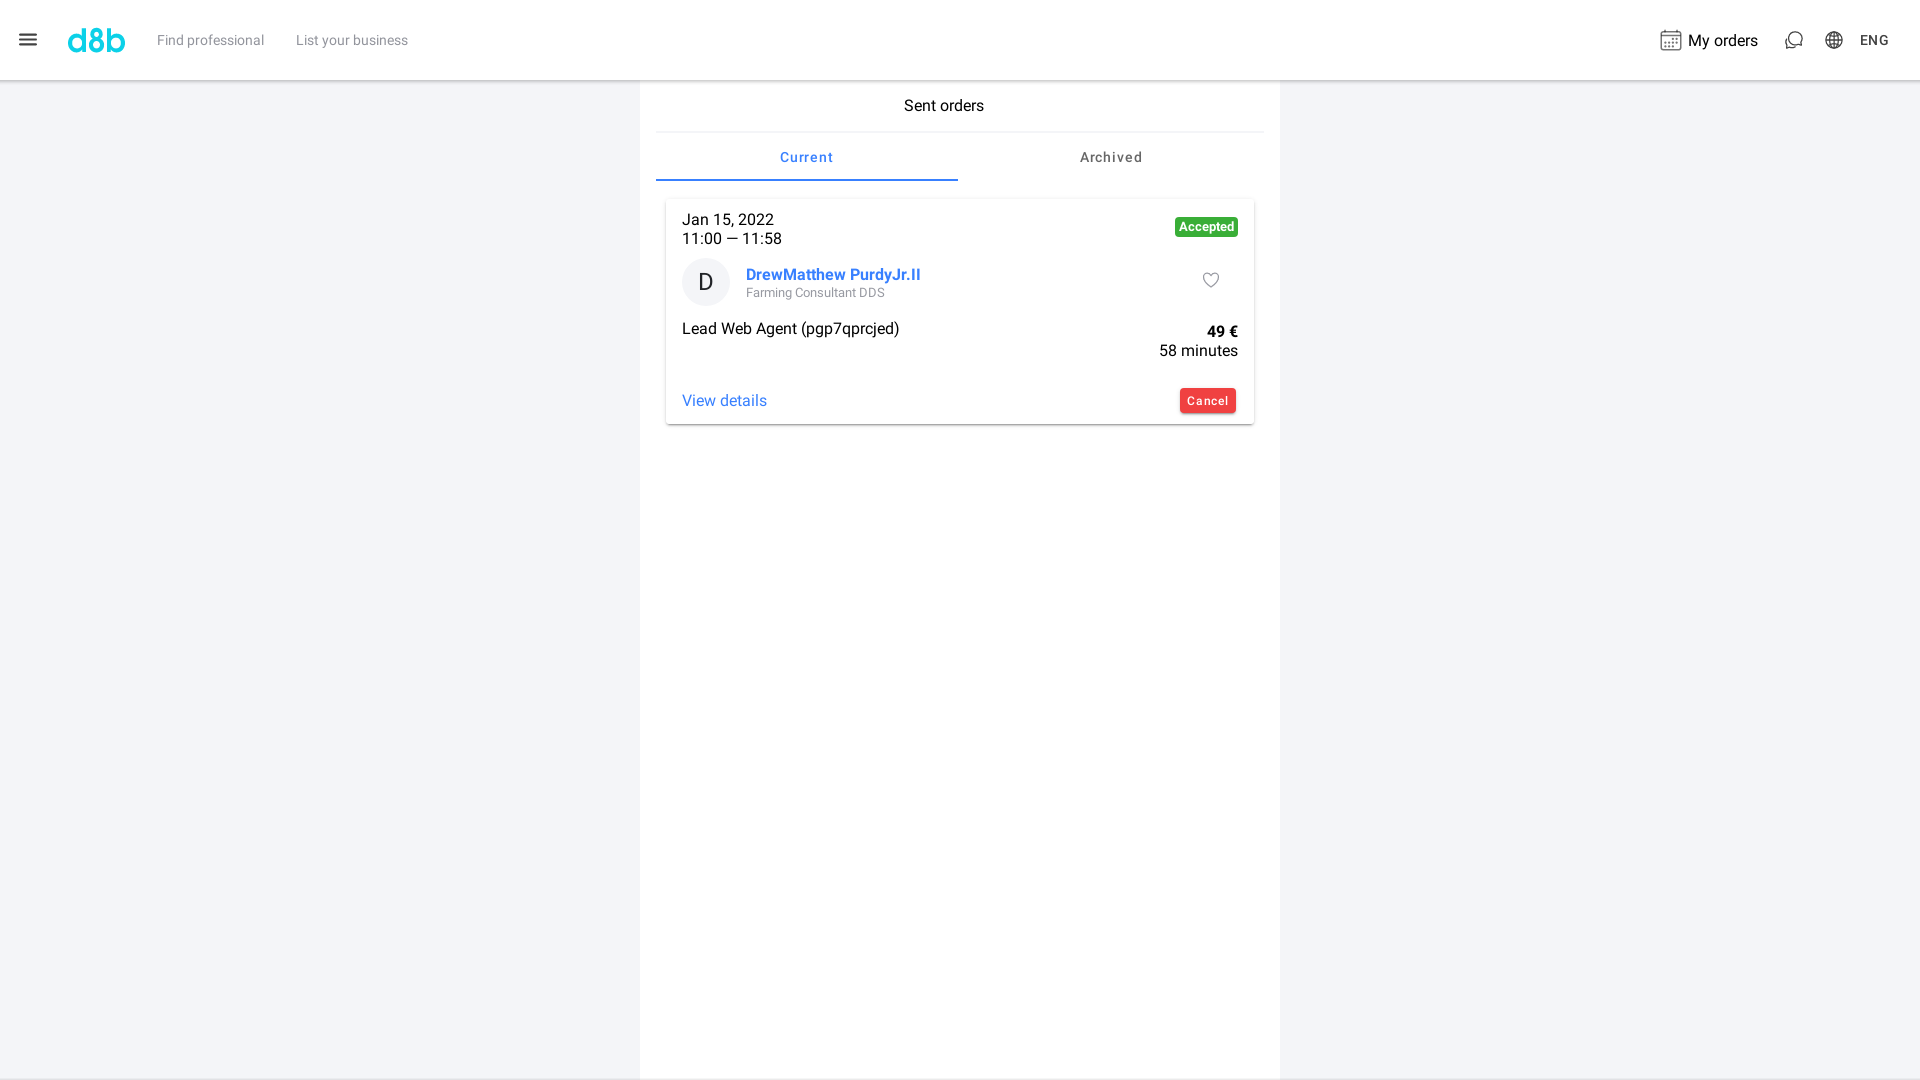 d8b
Find professional
List your business
My orders
ENG
Sent orders
Current
Archived
Jan 15, 2022
11:00 — 11:58
Accepted
D
DrewMatthew PurdyJr.II
Farming Consultant DDS
Lead Web Agent (pgp7qprcjed)
49 €
58 minutes
View details
Cancel